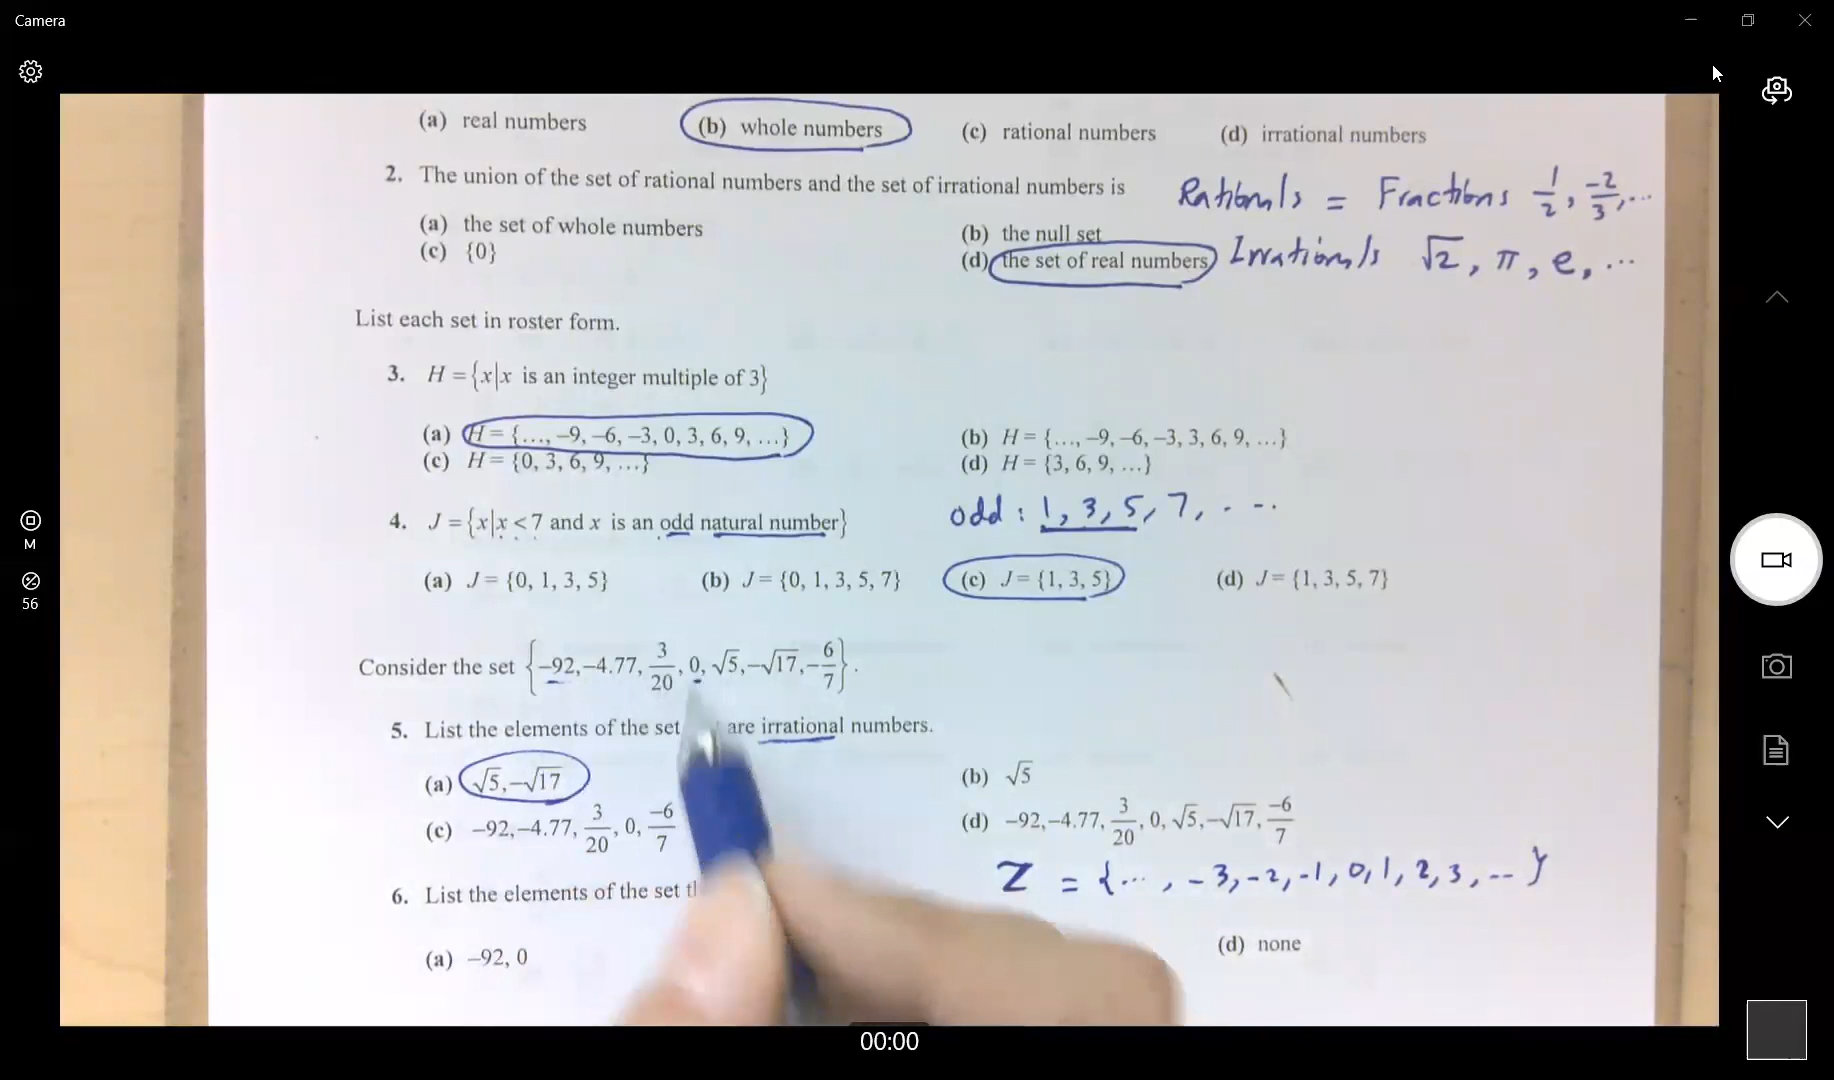 Camera
(a) real numbers (b) whole numbers (c) rational numbers (d) irrational numbers
2. The union of the set of rational numbers and the set of irrational numbers is
Rationals = Fractions 1/2, -2/3, ...
(a) the set of whole numbers (b) the null set
(c) {0} (d) the set of real numbers
Irrationals √2, π, e, ...
List each set in roster form.
3. H = {x|x is an integer multiple of 3}
(a) H = {..., –9, –6, –3, 0, 3, 6, 9, ...} (b) H = {..., –9, –6, –3, 3, 6, 9, ...}
(c) H = {0, 3, 6, 9, ...} (d) H = {3, 6, 9, ...}
4. J = {x|x < 7 and x is an odd natural number}
odd : 1, 3, 5, 7, ...
(a) J = {0, 1, 3, 5} (b) J = {0, 1, 3, 5, 7} (c) J = {1, 3, 5} (d) J = {1, 3, 5, 7}
M
56
Consider the set {–92, –4.77, 3/20, 0, √5, –√17, –6/7}.
5. List the elements of the set are irrational numbers.
(a) √5, –√17 (b) √5
(c) –92, –4.77, 3/20, 0, –6/7 (d) –92, –4.77, 3/20, 0, √5, –√17, –6/7
Z = {..., -3, -2, -1, 0, 1, 2, 3, ...}
6. List the elements of the set
(a) –92, 0 (d) none
00:00